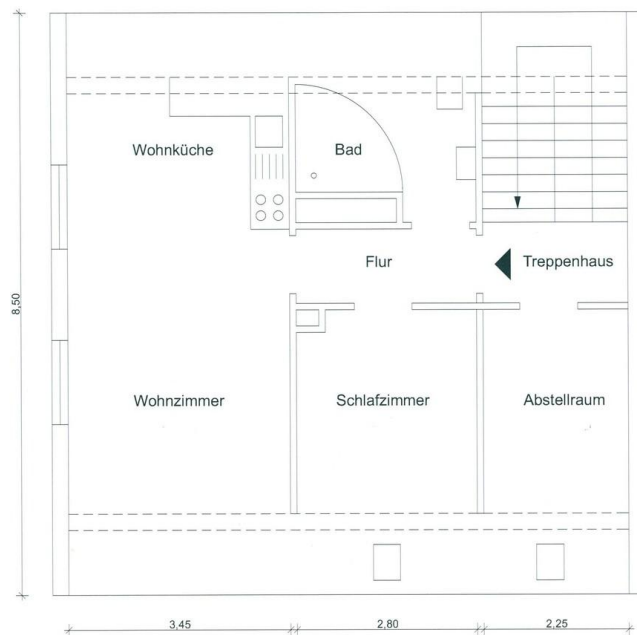 Wohnküche
Bad
Flur
Treppenhaus
8,50
Wohnzimmer
Schlafzimmer
Abstellraum
3,45
2,80
2,25